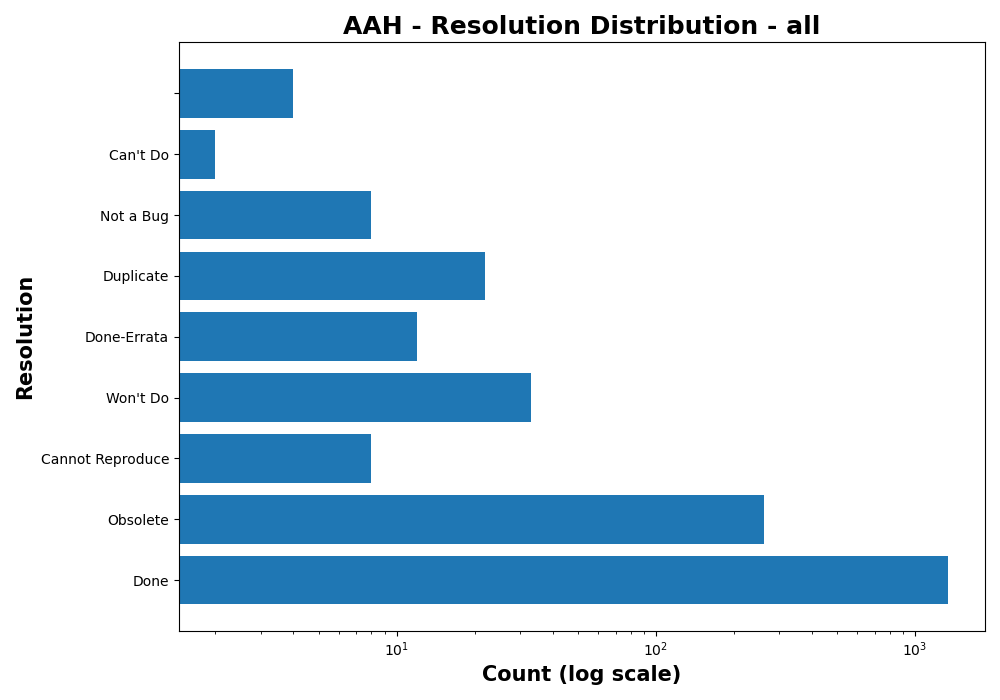 AAH - Resolution Distribution - all
Can't Do
Not a Bug
Duplicate
Done-Errata
Won't Do
Cannot Reproduce
Obsolete
Done
Resolution
10¹ 10² 10³
Count (log scale)